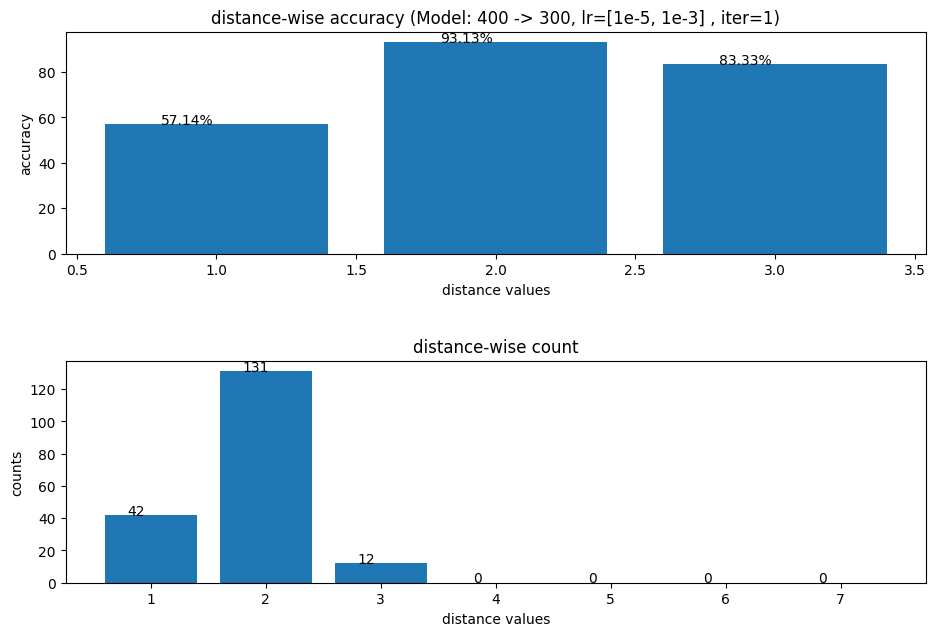 distance-wise accuracy (Model: 400 -> 300, lr=[1e-5, 1e-3] , iter=1)
93.13%
83.33%
57.14%
80
60
40
20
0
accuracy
0.5 1.0 1.5 2.0 2.5 3.0 3.5
distance values
distance-wise count
131
42
12
0 0 0 0
120
100
80
60
40
20
0
counts
1 2 3 4 5 6 7
distance values